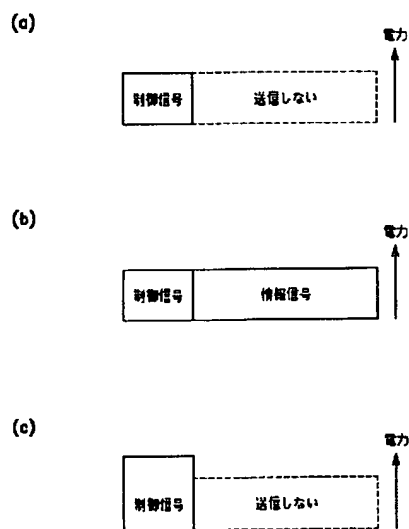 (a)
電力
制御信号 送信しない
(b)
電力
制御信号 情報信号
(c)
電力
制御信号 送信しない